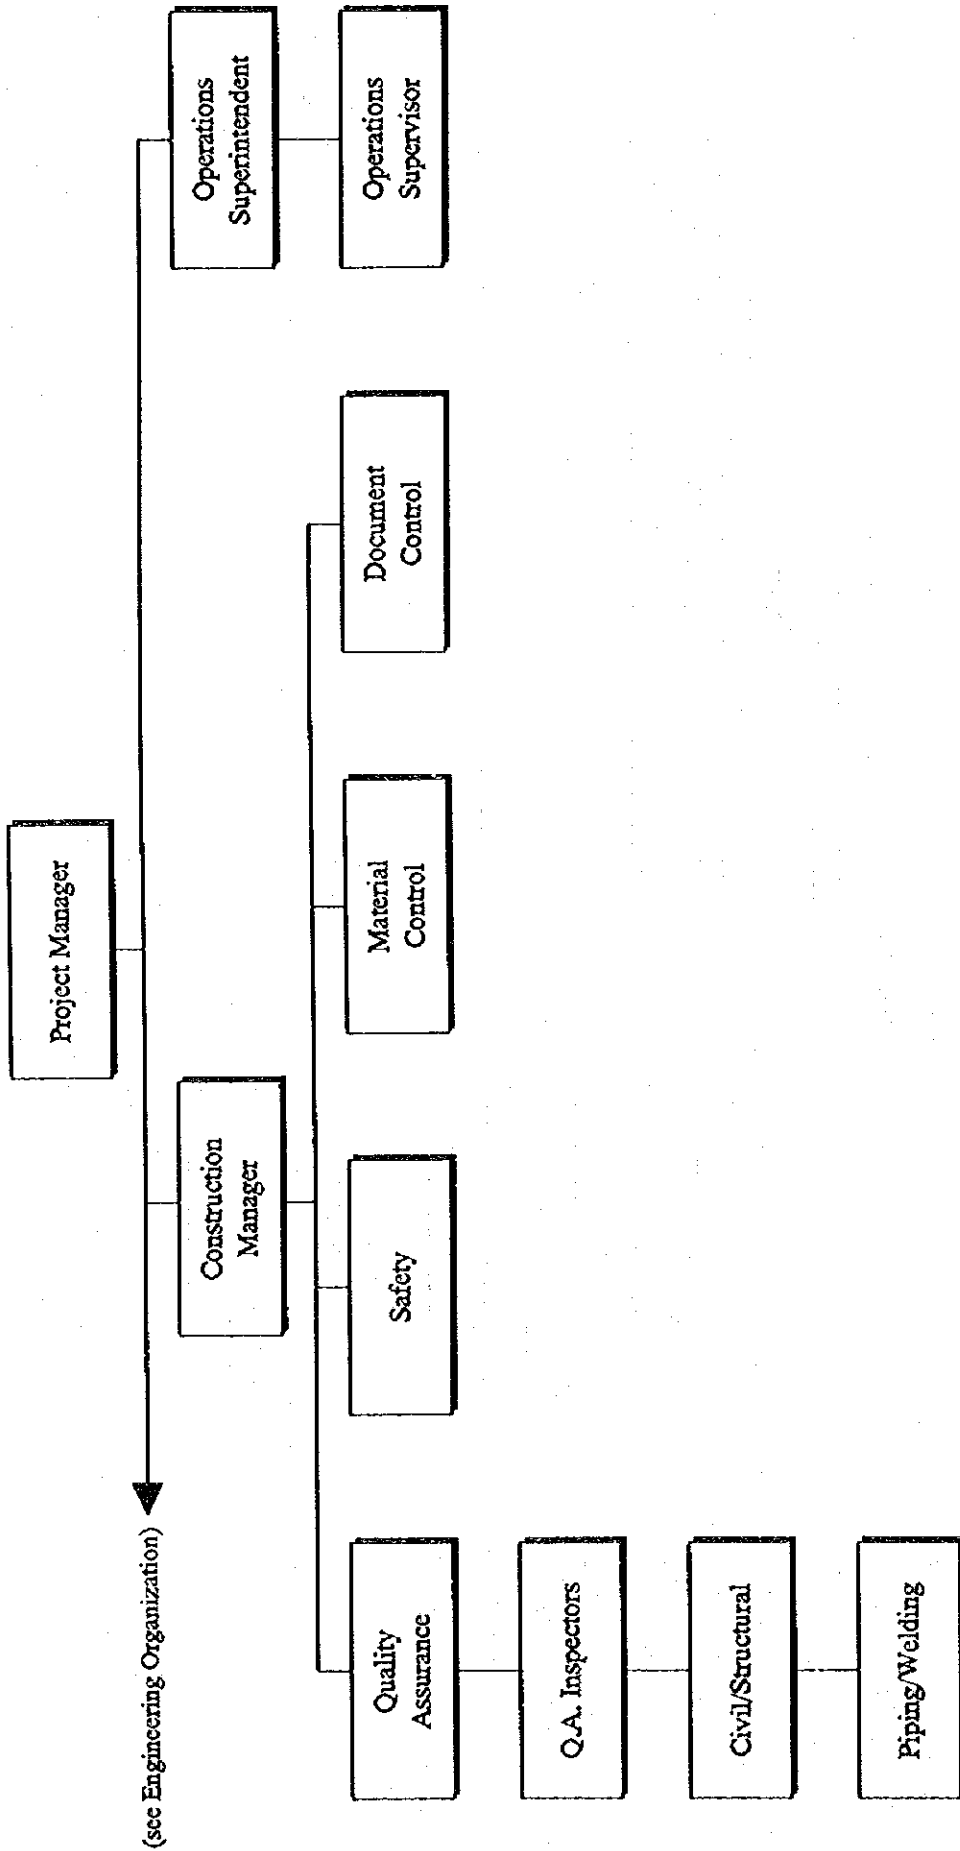 Project Manager
(see Engineering Organization)
Construction
Manager
Operations
Superintendent
Quality
Assurance
Safety
Material
Control
Document
Control
Operations
Supervisor
Q.A. Inspectors
Civil/Structural
Piping/Welding